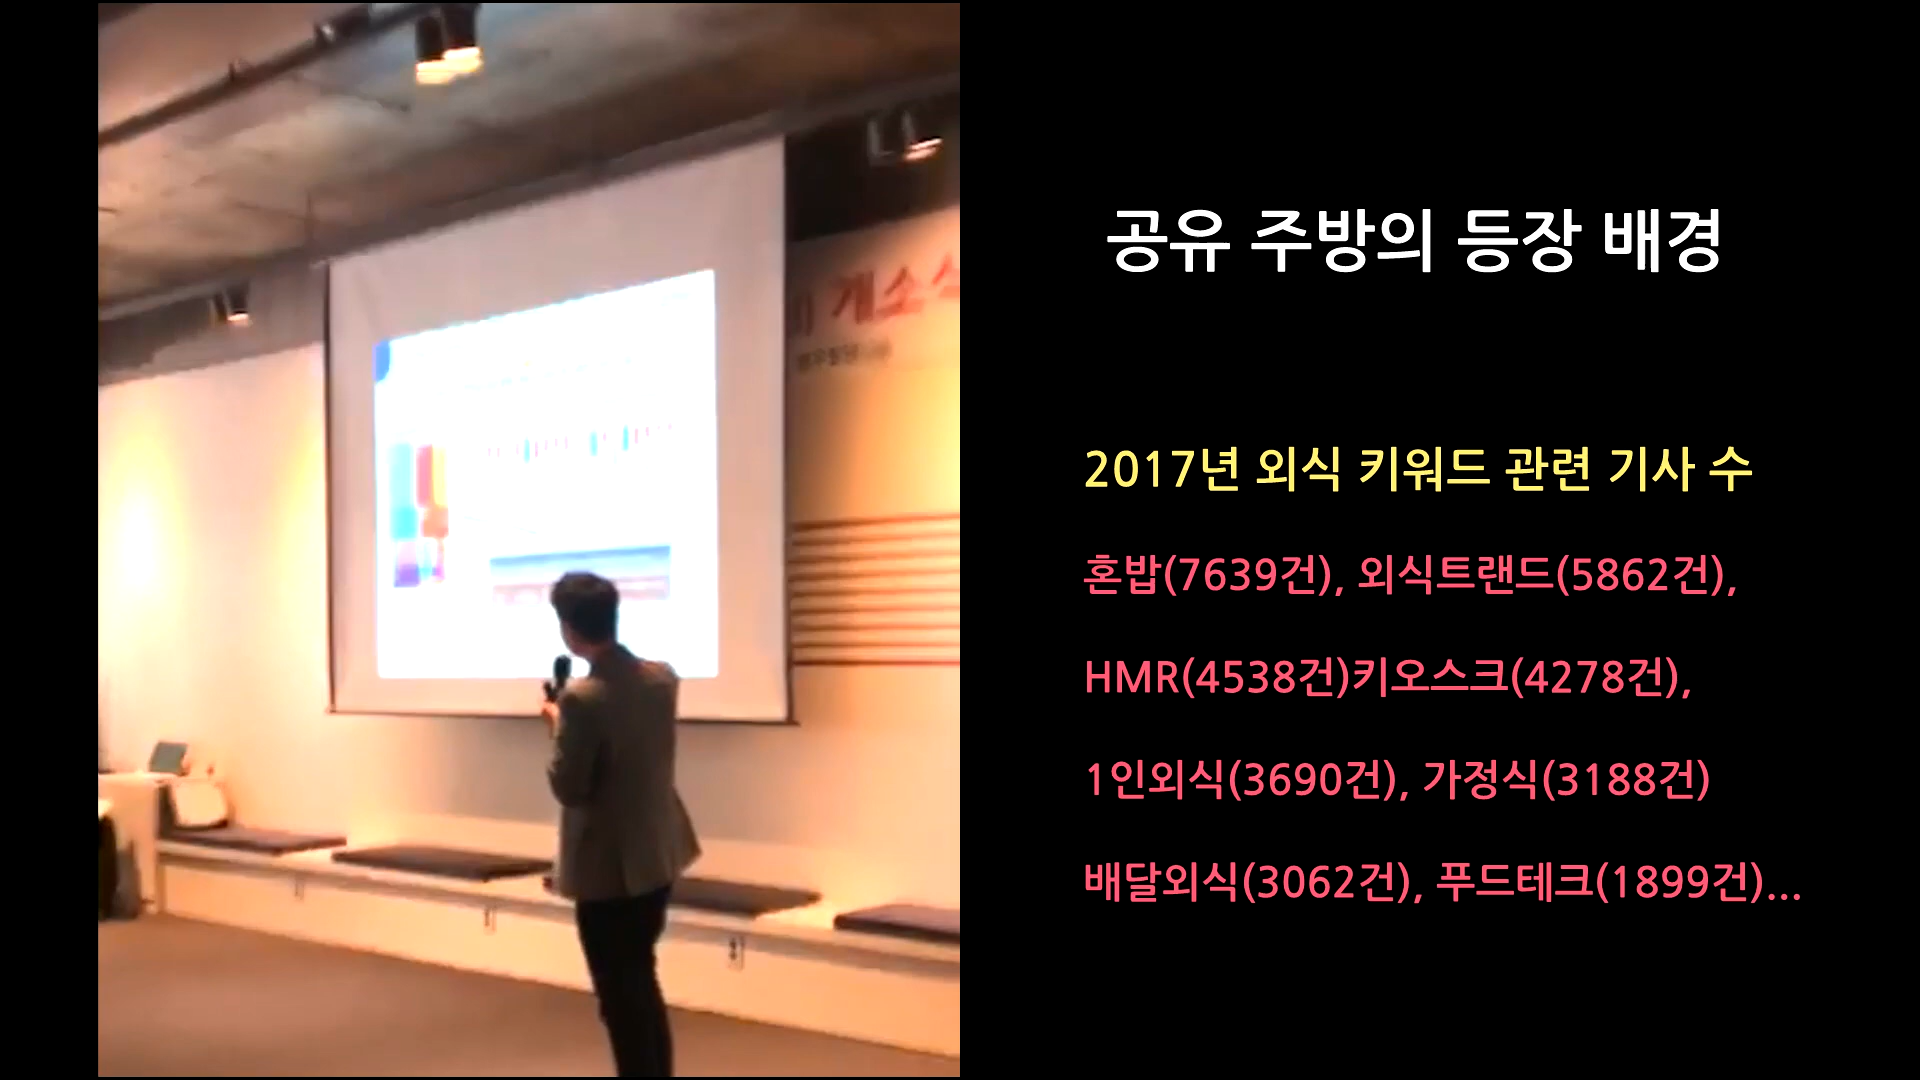 개소식
공유 주방의 등장 배경
2017년 외식 키워드 관련 기사 수
혼밥(7639건), 외식트랜드(5862건),
HMR(4538건)키오스크(4278건),
1인외식(3690건), 가정식(3188건)
배달외식(3062건), 푸드테크(1899건)...